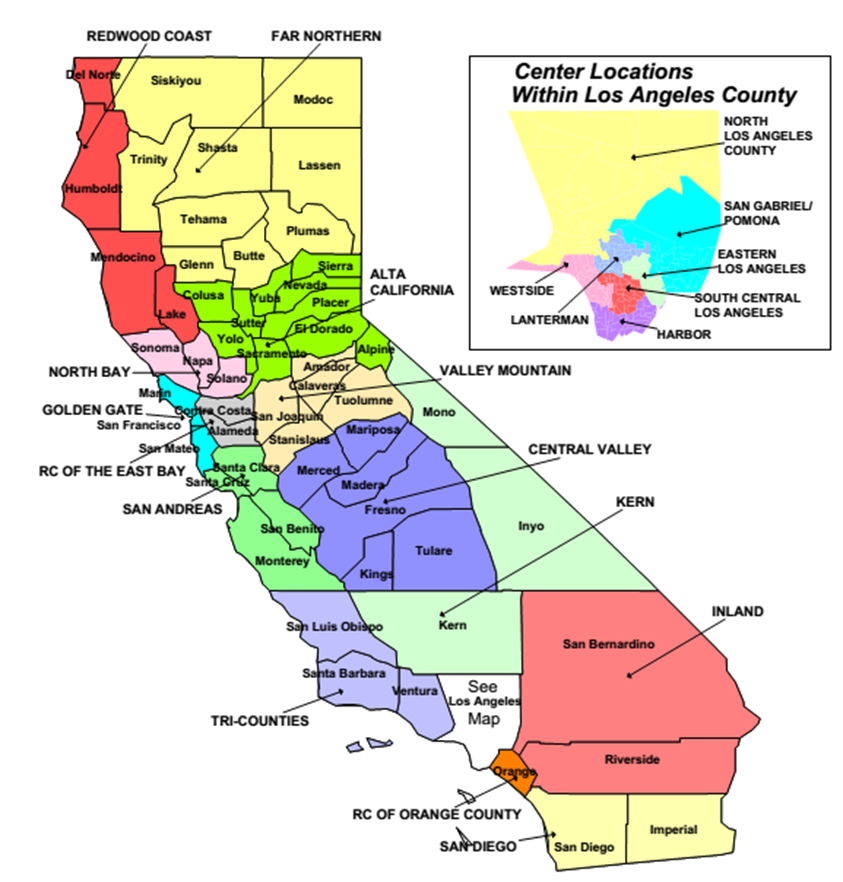 REDWOOD COAST
FAR NORTHERN
Center Locations
Within Los Angeles County
Del Norte
Siskiyou
Modoc
NORTH
LOS ANGELES
COUNTY
Shasta
Trinity
Lassen
Humboldt
SAN GABRIEL/
POMONA
Tehama
Plumas
Mendocino
Butte
Glenn
Sierra
EASTERN
LOS ANGELES
ALTA
CALIFORNIA
Nevada
Colusa
Yuba
Placer
WESTSIDE
SOUTH CENTRAL
LOS ANGELES
Lake
Sutter
El Dorado
LANTERMAN
HARBOR
Yolo
Sonoma
Sacramento
Alpine
Napa
Amador
NORTH BAY
Solano
VALLEY MOUNTAIN
Calaveras
Marin
Tuolumne
GOLDEN GATE
Contra Costa
San Joaquin
Mono
San Francisco
Alameda
Mariposa
Stanislaus
San Mateo
CENTRAL VALLEY
RC OF THE EAST BAY
Santa Clara
Merced
Santa Cruz
Madera
KERN
SAN ANDREAS
Fresno
San Benito
Inyo
Tulare
Monterey
Kings
INLAND
San Luis Obispo
Kern
San Bernardino
Santa Barbara
Ventura
See
Los Angeles
Map
TRI-COUNTIES
Riverside
Orange
RC OF ORANGE COUNTY
Imperial
SAN DIEGO
San Diego